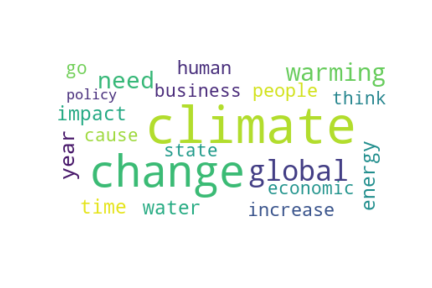 go
human
warming
need
policy
business
people
think
impact
climate
cause
year
state
energy
change
global
economic
time
water
increase